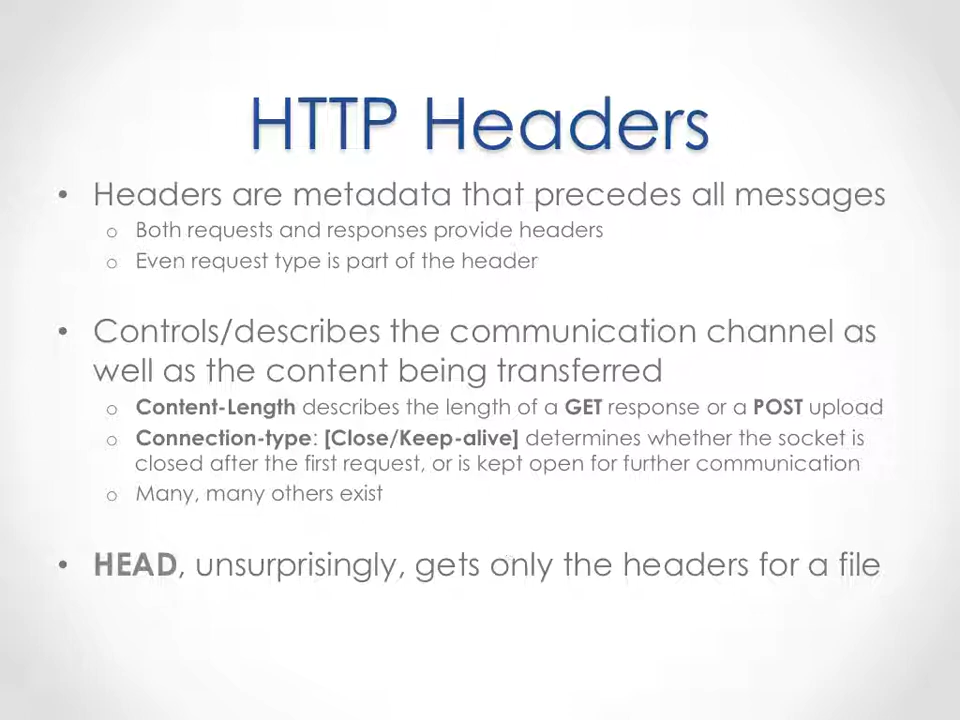 HTTP Headers
• Headers are metadata that precedes all messages
o Both requests and responses provide headers
o Even request type is part of the header
• Controls/describes the communication channel as
well as the content being transferred
o Content-Length describes the length of a GET response or a POST upload
o Connection-type: [Close/Keep-alive] determines whether the socket is
closed after the first request, or is kept open for further communication
o Many, many others exist
• HEAD, unsurprisingly, gets only the headers for a file